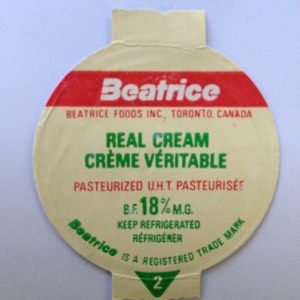 Beatrice
BEATRICE FOODS INC., TORONTO, CANADA
REAL CREAM
CRÈME VÉRITABLE
PASTEURIZED U.H.T. PASTEURISÉE
B.F. 18% M.G.
KEEP REFRIGERATED
RÉFRIGÉRER
Beatrice IS A REGISTERED TRADE MARK
2